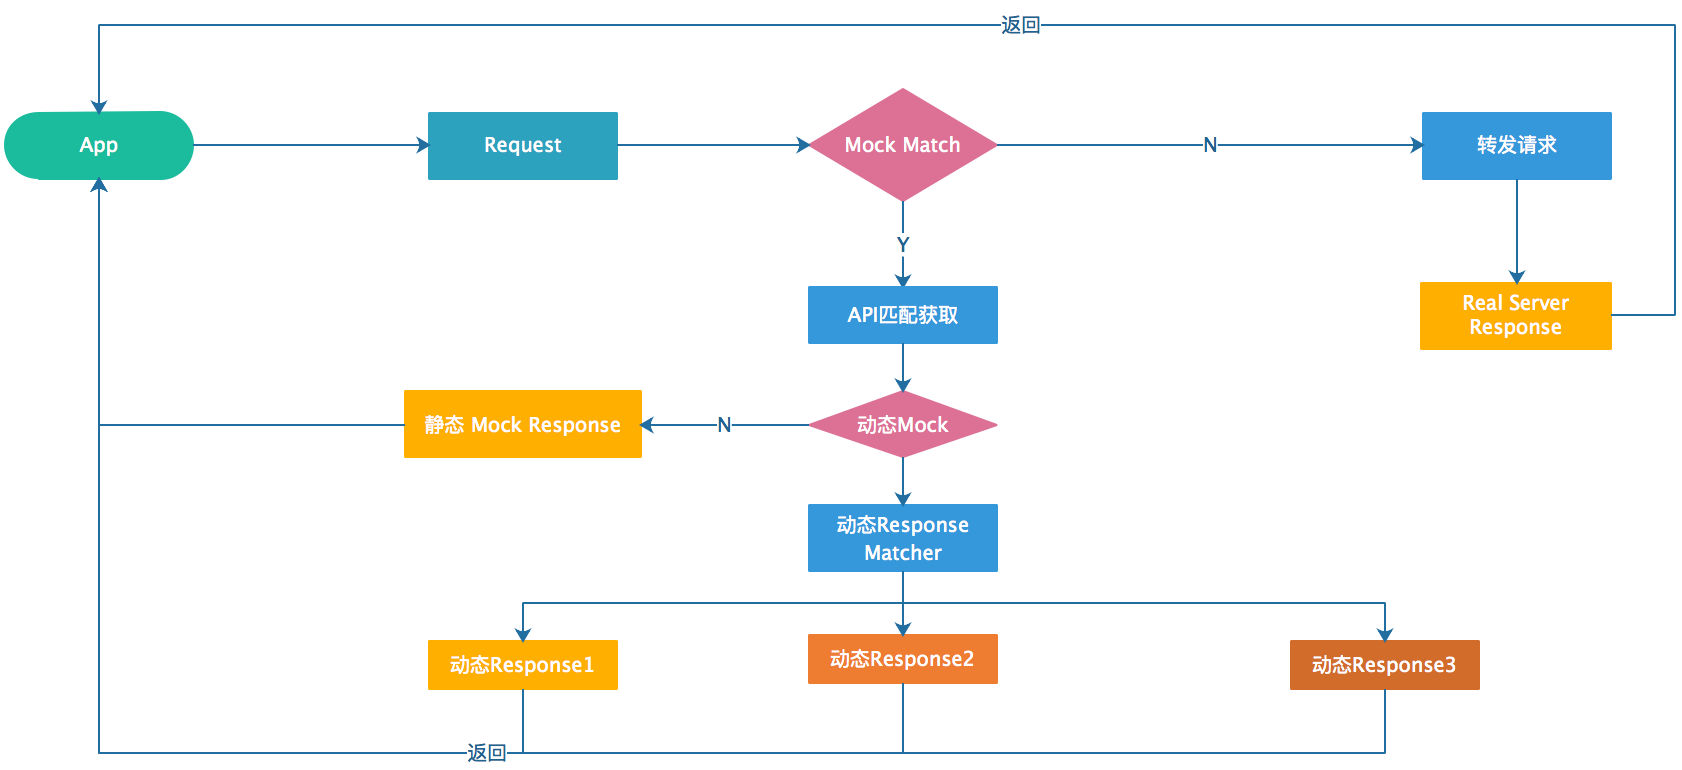 返回
App
Request
Mock Match
N
转发请求
Y
API匹配获取
Real Server
Response
静态 Mock Response
N
动态Mock
动态Response
Matcher
动态Response1
动态Response2
动态Response3
返回